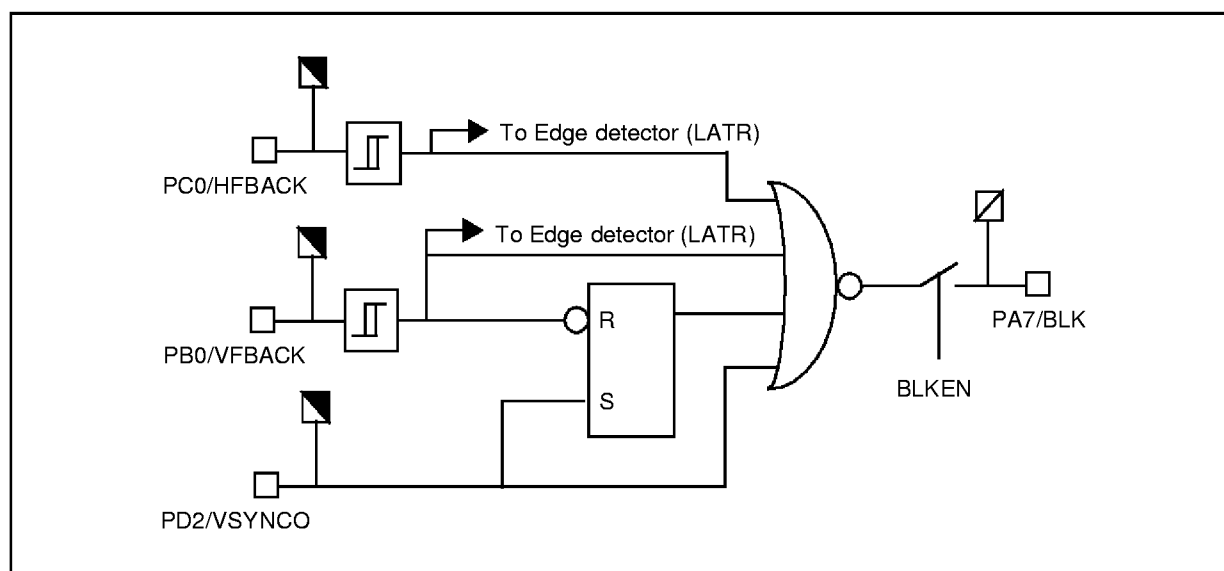 To Edge detector (LATR)
PC0/HFBACK
To Edge detector (LATR)
R
PB0/VFBACK
PA7/BLK
BLKEN
S
PD2/VSYNCO